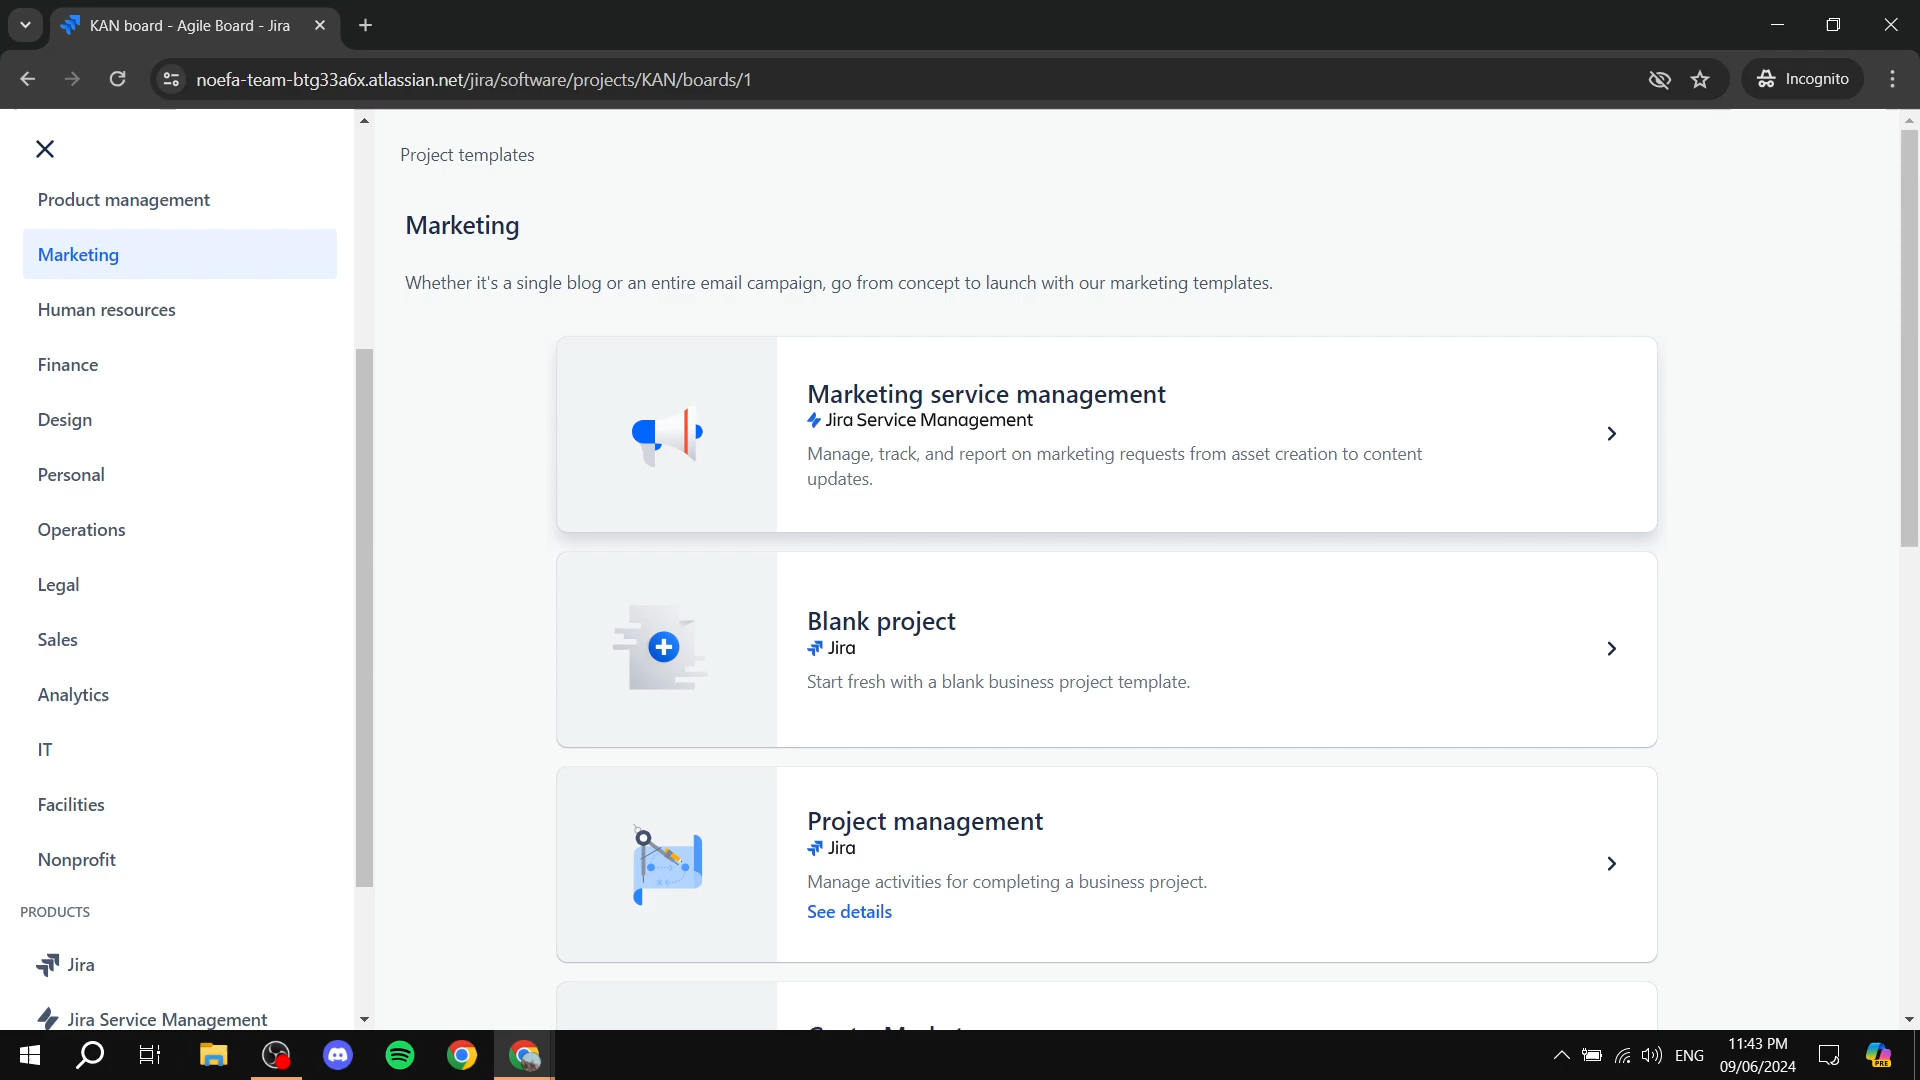 KAN board - Agile Board - Jira
noefa-team-btg33a6x.atlassian.net/jira/software/projects/KAN/boards/1
Incognito
Product management
Marketing
Human resources
Finance
Design
Personal
Operations
Legal
Sales
Analytics
IT
Facilities
Nonprofit
PRODUCTS
Jira
Jira Service Management
Project templates
Marketing
Whether it's a single blog or an entire email campaign, go from concept to launch with our marketing templates.
Marketing service management
Jira Service Management
Manage, track, and report on marketing requests from asset creation to content
updates.
Blank project
Jira
Start fresh with a blank business project template.
Project management
Jira
Manage activities for completing a business project.
See details
ENG
11:43 PM
09/06/2024
PRE